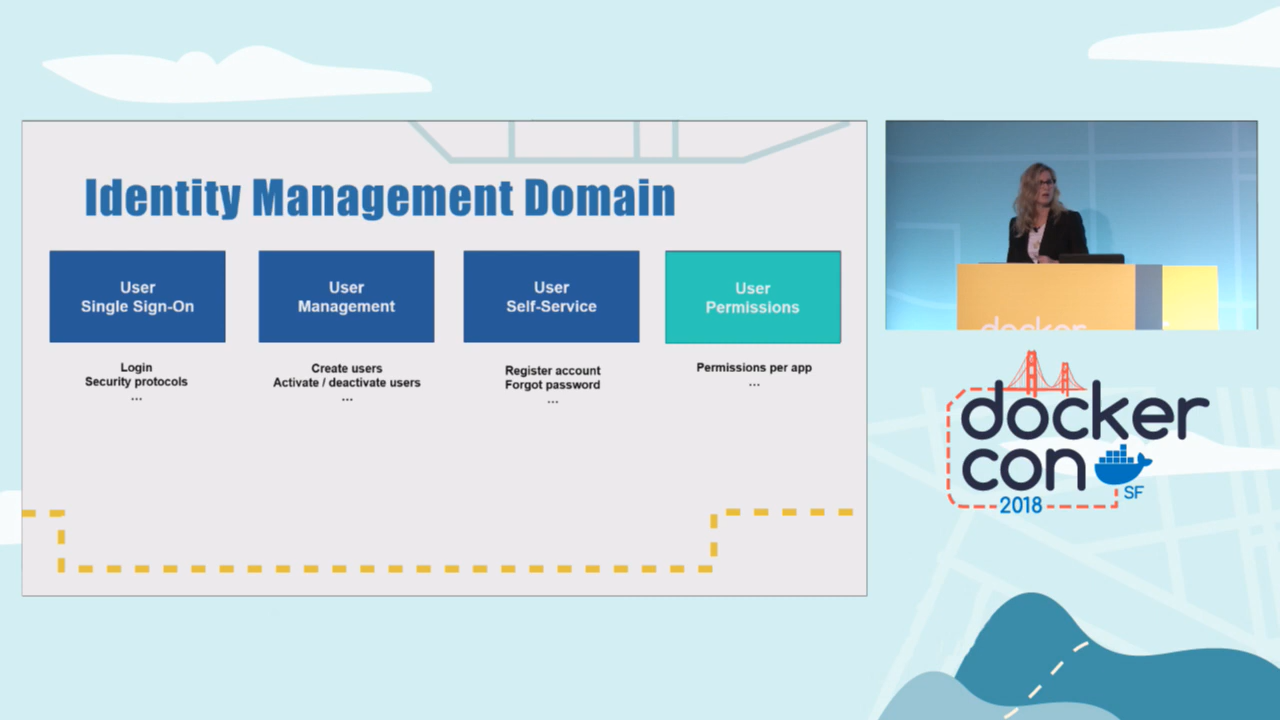 Identity Management Domain
User
Single Sign-On
User
Management
User
Self-Service
User
Permissions
Login
Security protocols
...
Create users
Activate / deactivate users
...
Register account
Forgot password
...
Permissions per app
...
docker
docker
con
SF
2018